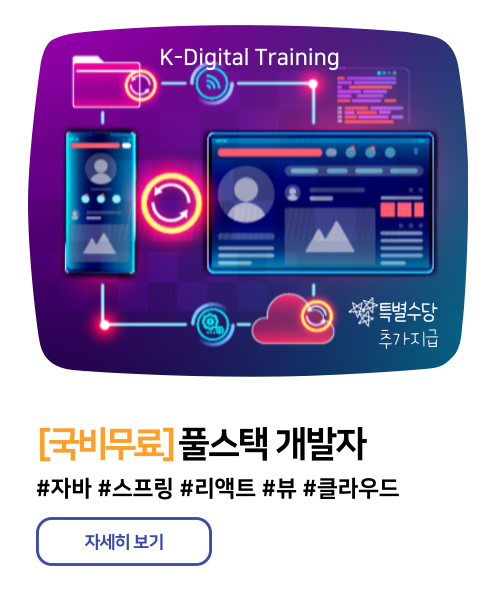 K-Digital Training
특별수당
추가지급
[국비무료] 풀스택 개발자
#자바 #스프링 #리액트 #뷰 #클라우드
자세히 보기